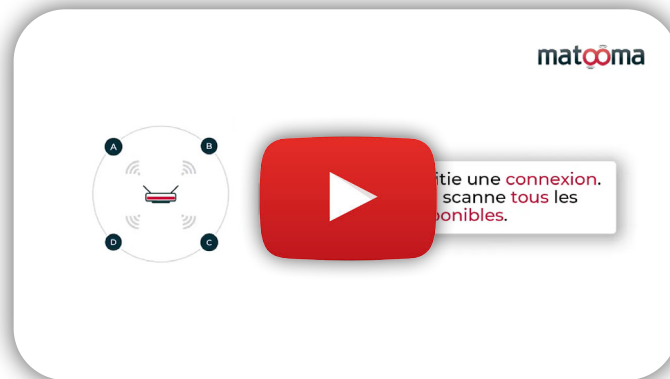 matooma
A
B
itie une connexion.
scanne tous les
ponibles.
D
C